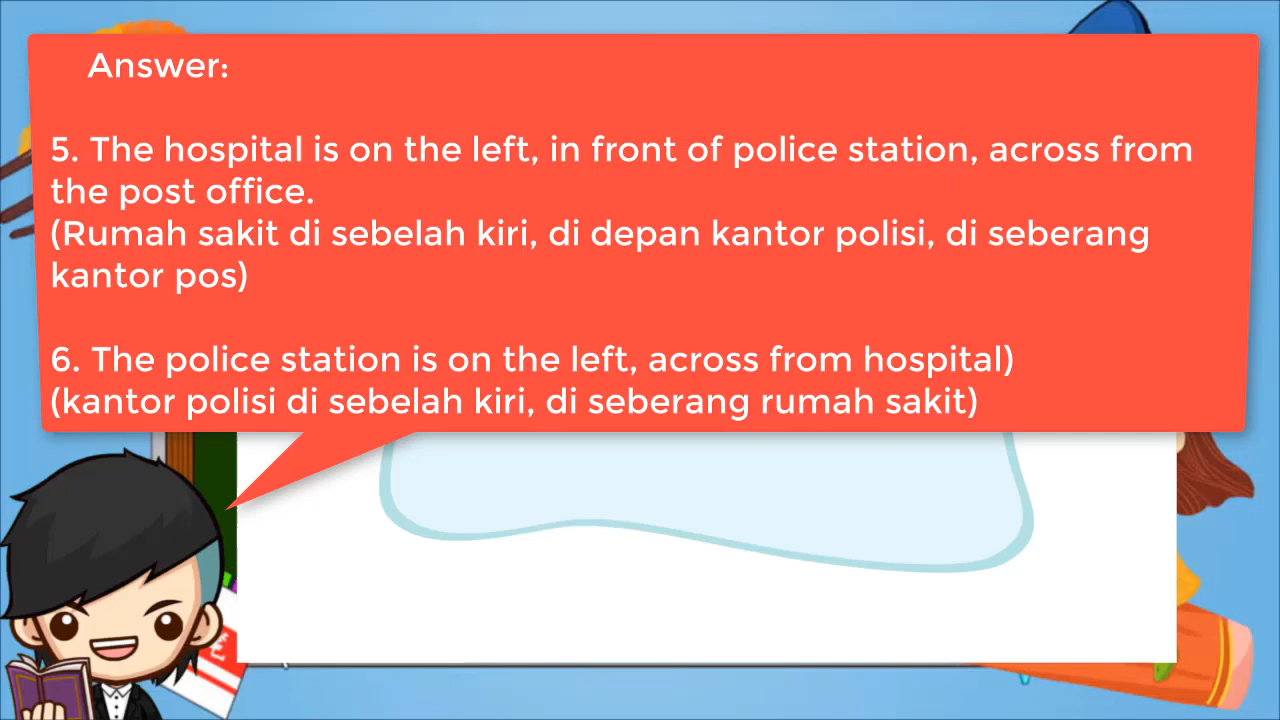 Answer:
5. The hospital is on the left, in front of police station, across from
the post office.
(Rumah sakit di sebelah kiri, di depan kantor polisi, di seberang
kantor pos)
6. The police station is on the left, across from hospital)
(kantor polisi di sebelah kiri, di seberang rumah sakit)